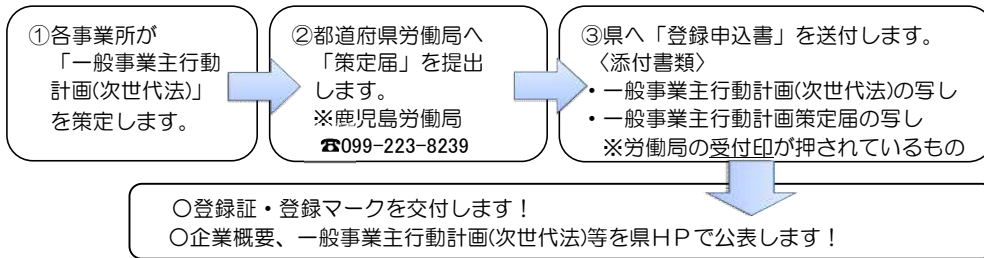 ①各事業所が
「一般事業主行動
計画(次世代法)」
を策定します。
②都道府県労働局へ
「策定届」を提出
します。
※鹿児島労働局
☎099-223-8239
③県へ「登録申込書」を送付します。
〈添付書類〉
・一般事業主行動計画(次世代法)の写し
・一般事業主行動計画策定届の写し
※労働局の受付印が押されているもの
○登録証・登録マークを交付します！
○企業概要、一般事業主行動計画(次世代法)等を県ＨＰで公表します！